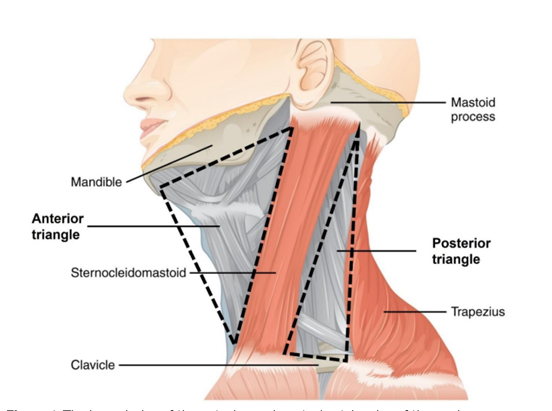 Mastoid
process
Mandible
Anterior
triangle
Posterior
triangle
Sternocleidomastoid
Trapezius
Clavicle